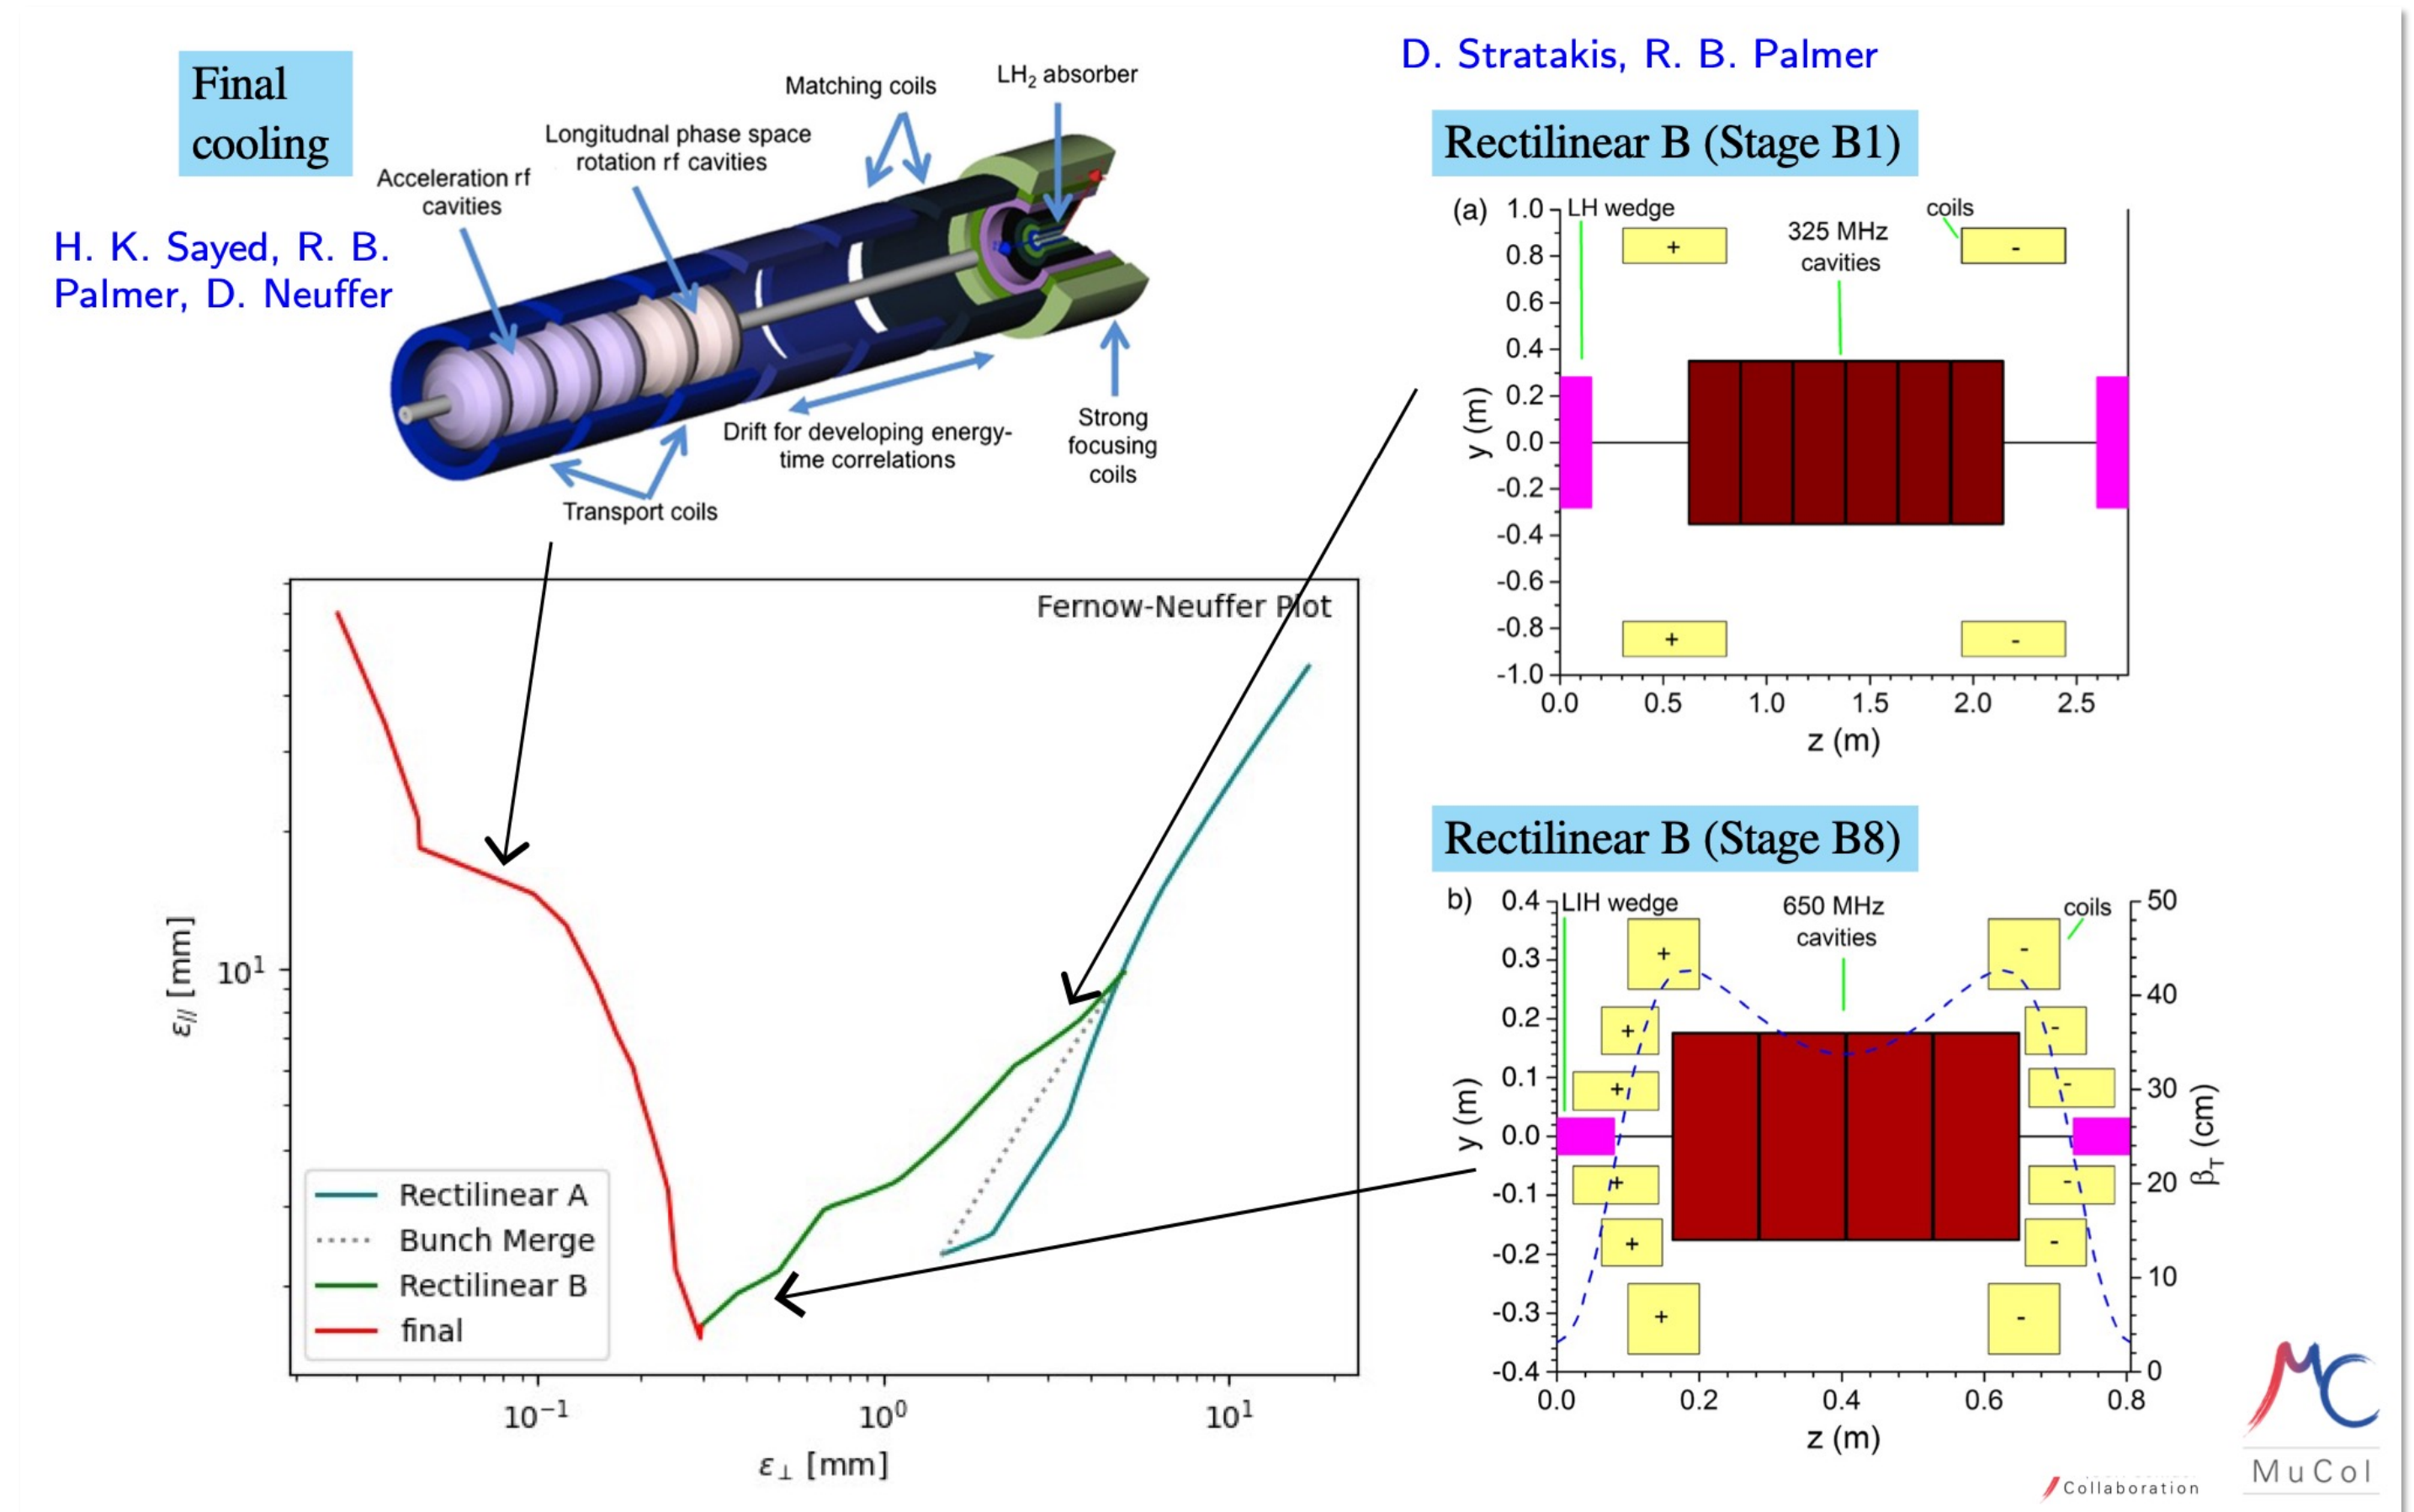 Final
cooling
H. K. Sayed, R. B.
Palmer, D. Neuffer
Acceleration rf
cavities
Longitudnal phase space
rotation rf cavities
Matching coils
LH₂ absorber
Transport coils
Drift for developing energy-
time correlations
Strong
focusing
coils
D. Stratakis, R. B. Palmer
Rectilinear B (Stage B1)
(a)
LH wedge
325 MHz
cavities
coils
+
-
+
-
y (m)
1.0
0.8
0.6
0.4
0.2
0.0
-0.2
-0.4
-0.6
-0.8
-1.0
0.0 0.5 1.0 1.5 2.0 2.5
z (m)
Fernow-Neuffer Plot
ε∥ [mm]
10¹
Rectilinear A
Bunch Merge
Rectilinear B
final
10⁻¹ 10⁰ 10¹
ε⊥ [mm]
Rectilinear B (Stage B8)
b)
LIH wedge
650 MHz
cavities
coils
+ -
+ -
+ -
+ -
+ -
+ -
y (m)
0.4
0.3
0.2
0.1
0.0
-0.1
-0.2
-0.3
-0.4
50
40
30
20
10
0
βT (cm)
0.0 0.2 0.4 0.6 0.8
z (m)
MC
MuCol
Collaboration